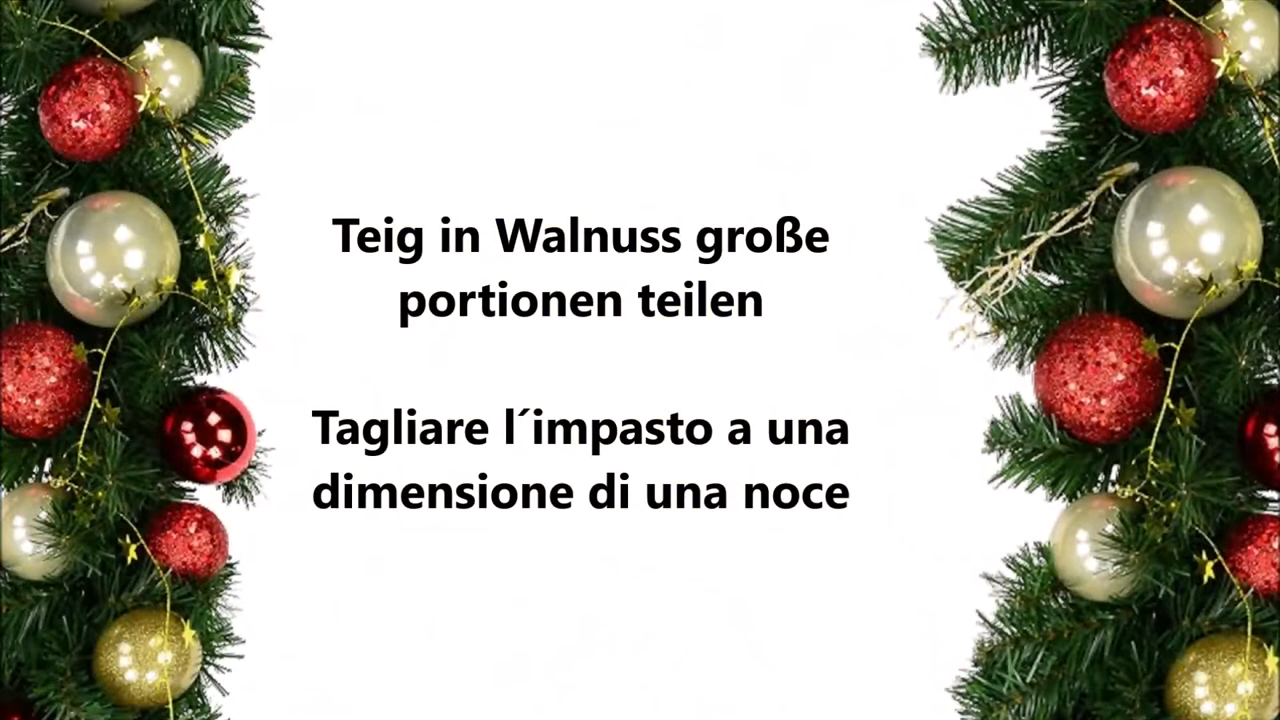 Teig in Walnuss große
portionen teilen
Tagliare l´impasto a una
dimensione di una noce